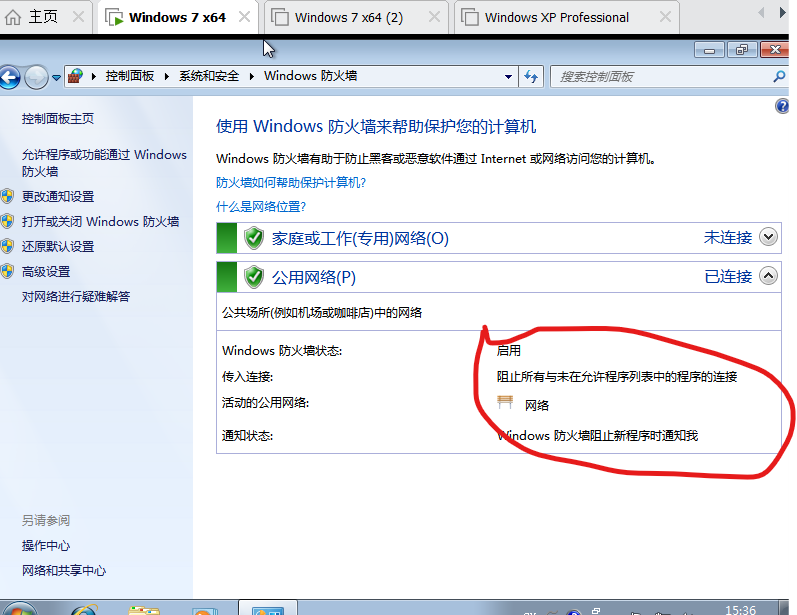 主页
Windows 7 x64
Windows 7 x64 (2)
Windows XP Professional
控制面板 系统和安全 Windows 防火墙
搜索控制面板
控制面板主页
允许程序或功能通过 Windows
防火墙
更改通知设置
打开或关闭 Windows 防火墙
还原默认设置
高级设置
对网络进行疑难解答
使用 Windows 防火墙来帮助保护您的计算机
Windows 防火墙有助于防止黑客或恶意软件通过 Internet 或网络访问您的计算机。
防火墙如何帮助保护计算机?
什么是网络位置?
家庭或工作(专用)网络(O) 未连接
公用网络(P) 已连接
公共场所(例如机场或咖啡店)中的网络
Windows 防火墙状态: 启用
传入连接: 阻止所有与未在允许程序列表中的程序的连接
活动的公用网络: 网络
通知状态: Windows 防火墙阻止新程序时通知我
另请参阅
操作中心
网络和共享中心
15:36